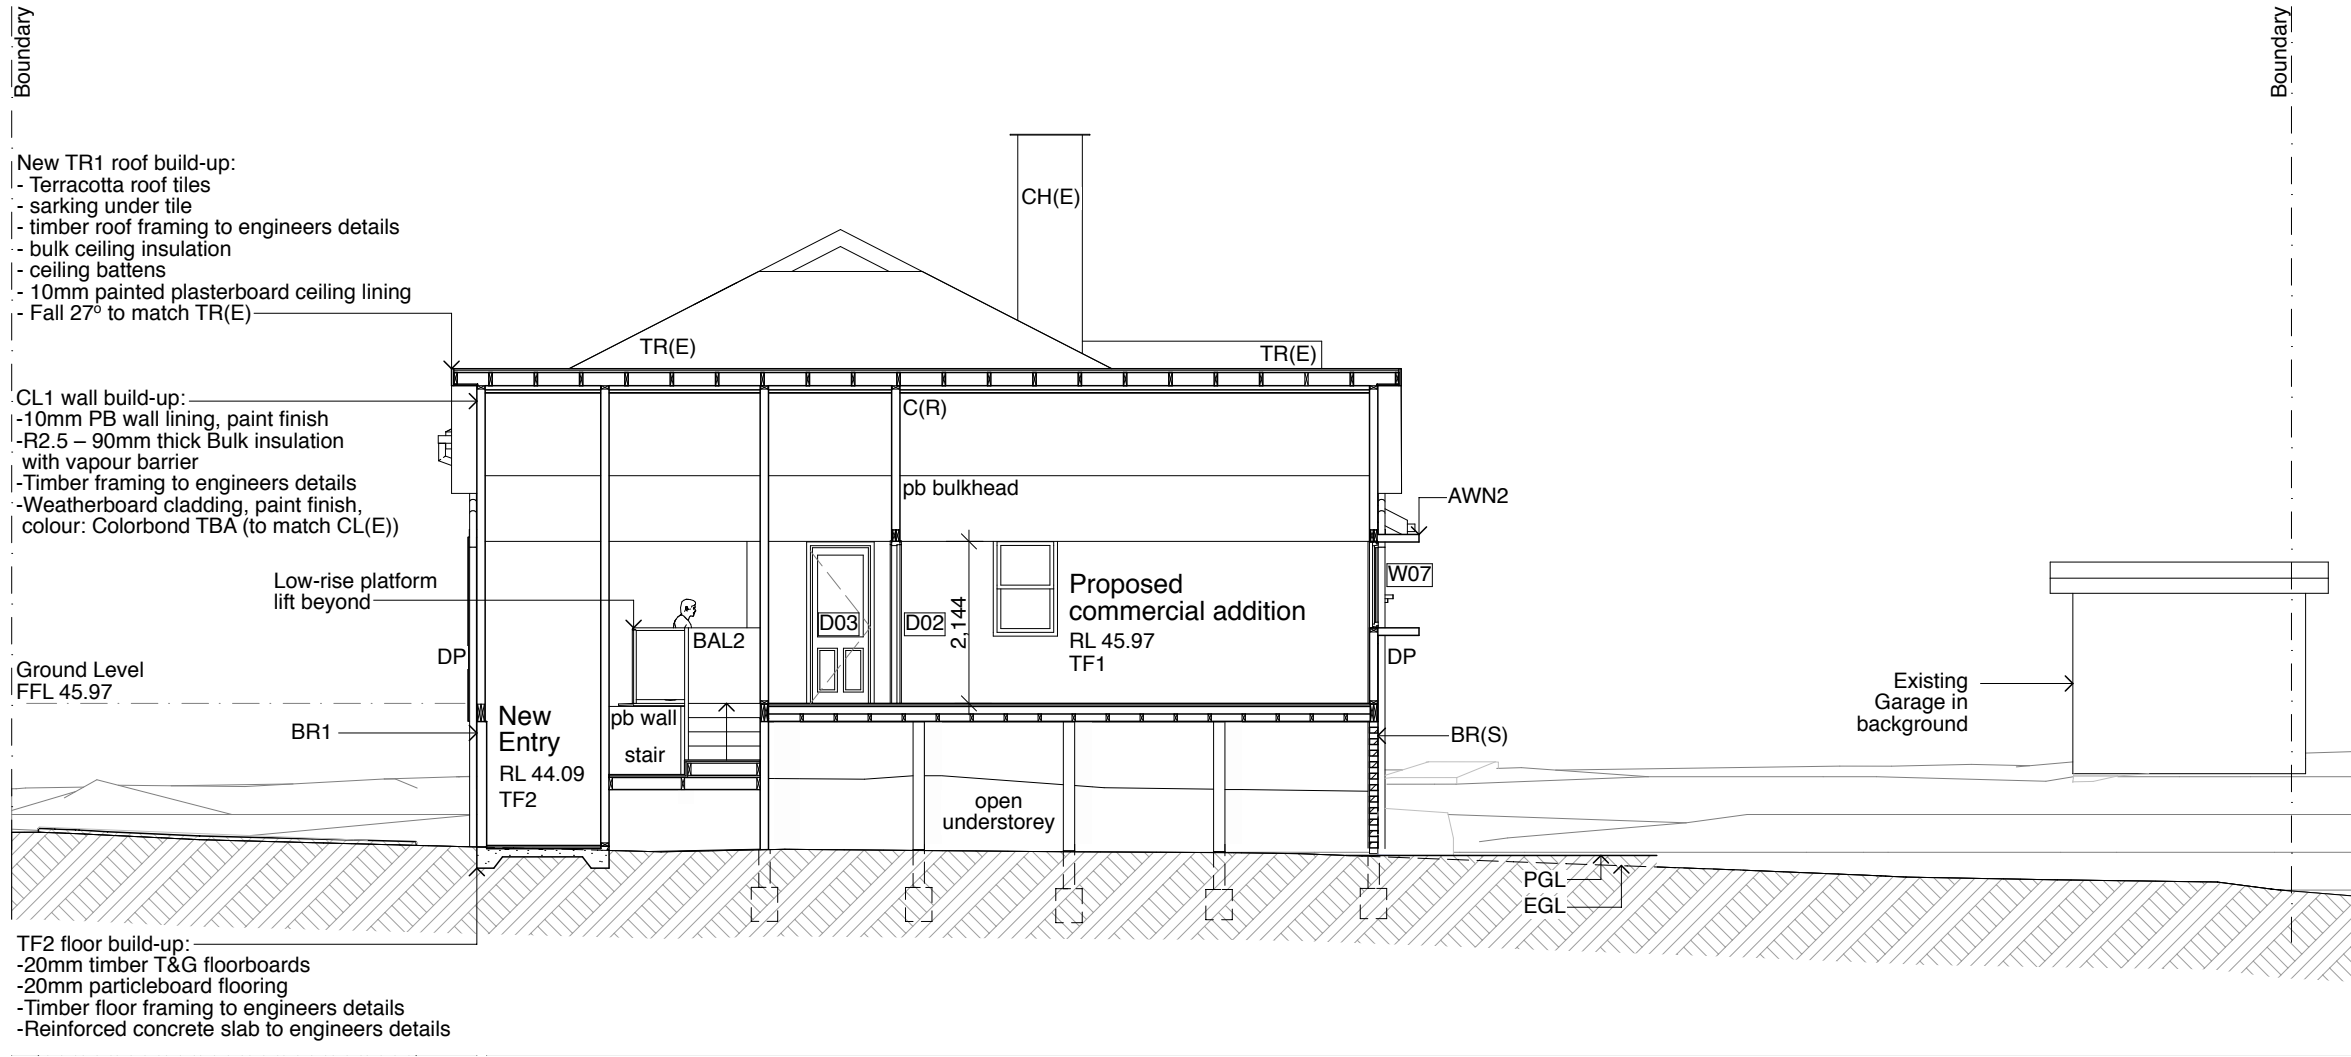 Boundary
Boundary
New TR1 roof build-up:
- Terracotta roof tiles
- sarking under tile
- timber roof framing to engineers details
- bulk ceiling insulation
- ceiling battens
- 10mm painted plasterboard ceiling lining
- Fall 27º to match TR(E)
CH(E)
TR(E)
TR(E)
CL1 wall build-up:
-10mm PB wall lining, paint finish
-R2.5 – 90mm thick Bulk insulation
with vapour barrier
-Timber framing to engineers details
-Weatherboard cladding, paint finish,
colour: Colorbond TBA (to match CL(E))
C(R)
pb bulkhead
AWN2
Low-rise platform
lift beyond
W07
D03
D02
2,144
Proposed
commercial addition
RL 45.97
TF1
BAL2
DP
DP
Ground Level
FFL 45.97
BR1
New
Entry
RL 44.09
TF2
pb wall
stair
BR(S)
Existing
Garage in
background
open
understorey
PGL
EGL
TF2 floor build-up:
-20mm timber T&G floorboards
-20mm particleboard flooring
-Timber floor framing to engineers details
-Reinforced concrete slab to engineers details